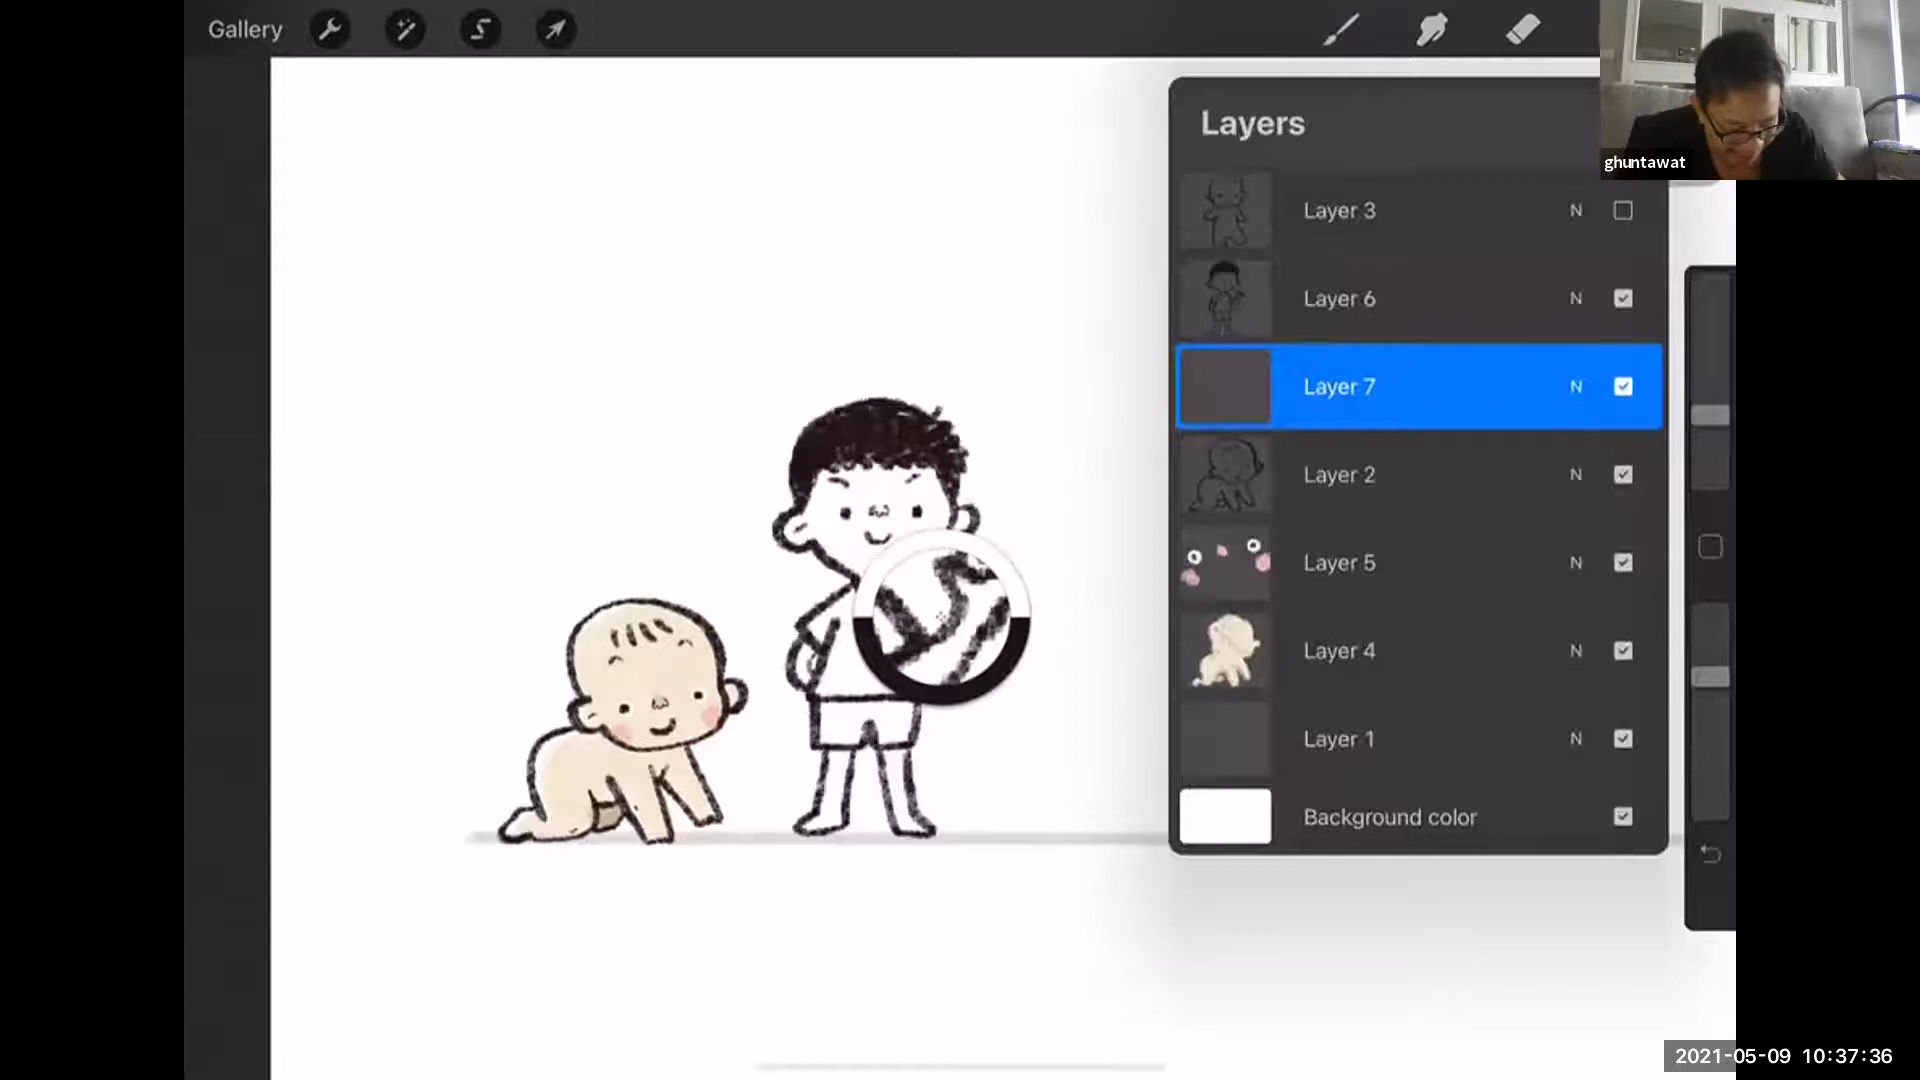 Gallery
Layers
ghuntawat
Layer 3 N
Layer 6 N
Layer 7 N
Layer 2 N
Layer 5 N
Layer 4 N
Layer 1 N
Background color
2021-05-09 10:37:36